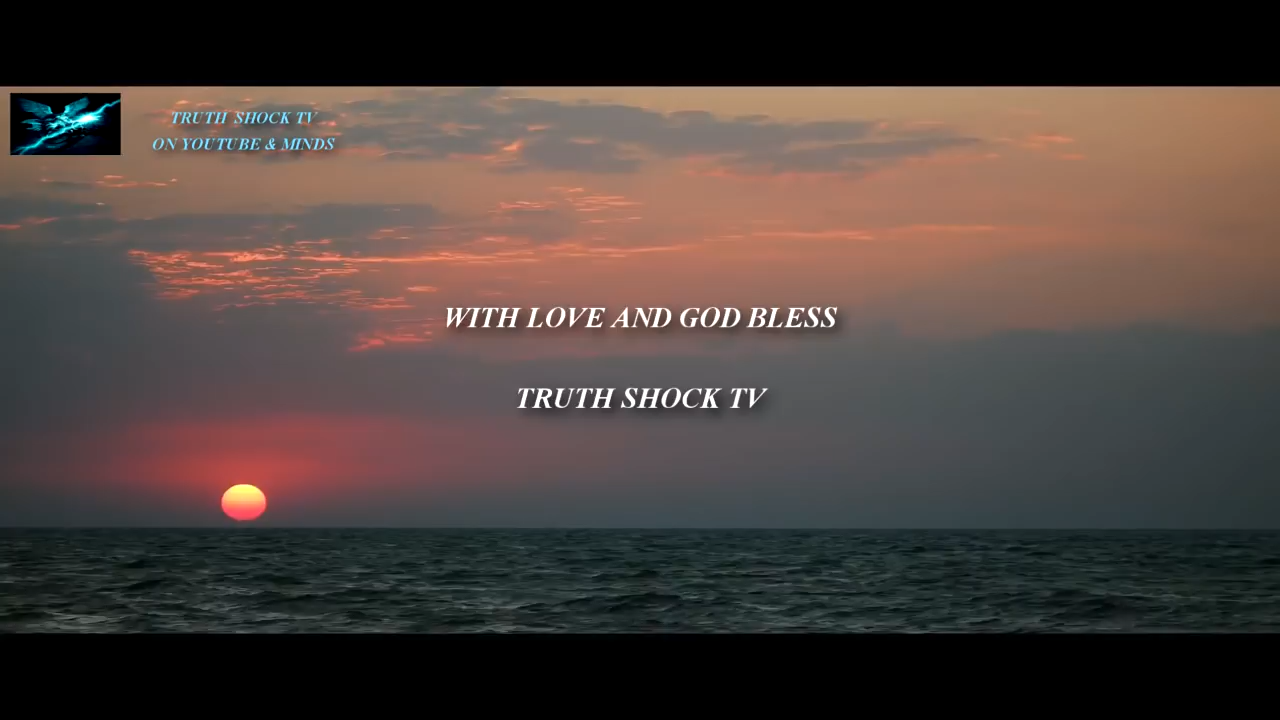 TRUTH SHOCK TV
ON YOUTUBE & MINDS
WITH LOVE AND GOD BLESS
TRUTH SHOCK TV